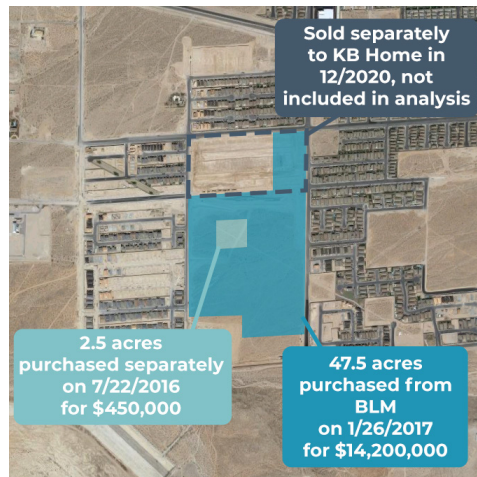 Sold separately
to KB Home in
12/2020, not
included in analysis
2.5 acres
purchased separately
on 7/22/2016
for $450,000
47.5 acres
purchased from
BLM
on 1/26/2017
for $14,200,000